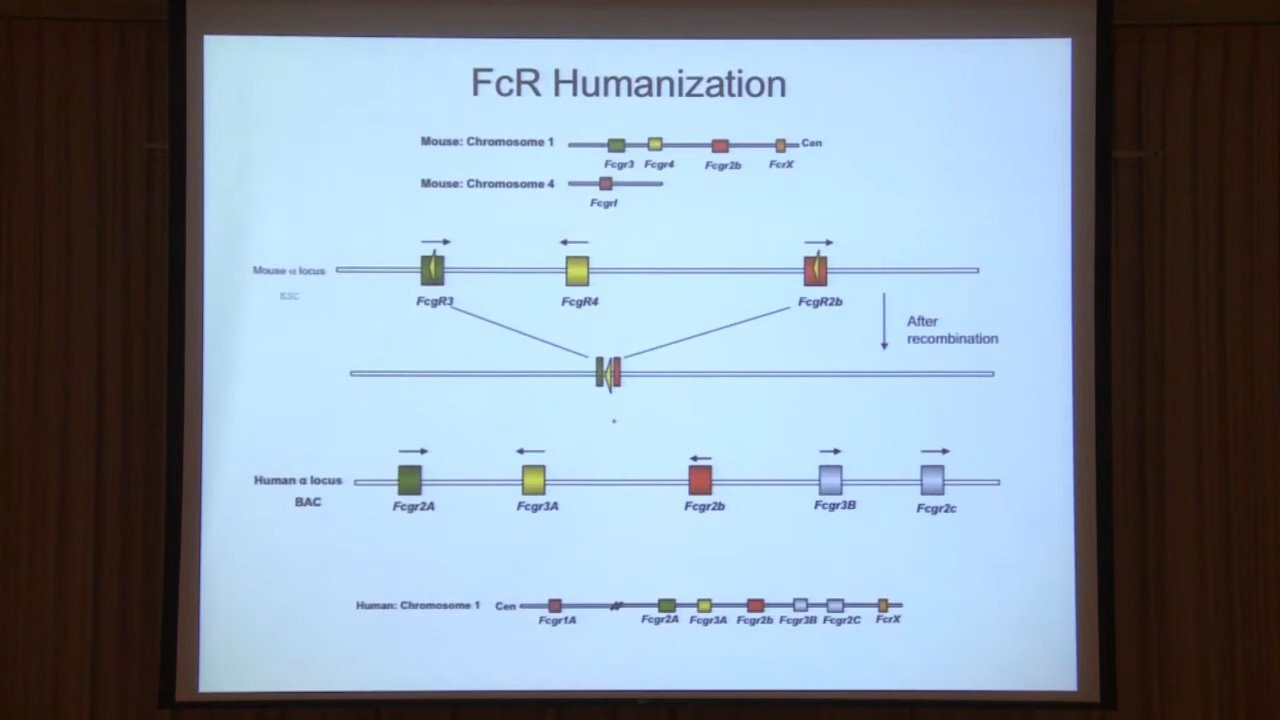 FcR Humanization
Mouse: Chromosome 1
Cen
Fcgr3 Fcgr4 Fcgr2b FcrX
Mouse: Chromosome 4
FcgrI
Mouse α locus
ESC
FcgR3 FcgR4 FcgR2b
After
recombination
Human α locus
BAC
Fcgr2A Fcgr3A Fcgr2b Fcgr3B Fcgr2c
Human: Chromosome 1 Cen
Fcgr1A Fcgr2A Fcgr3A Fcgr2b Fcgr3B Fcgr2C FcrX